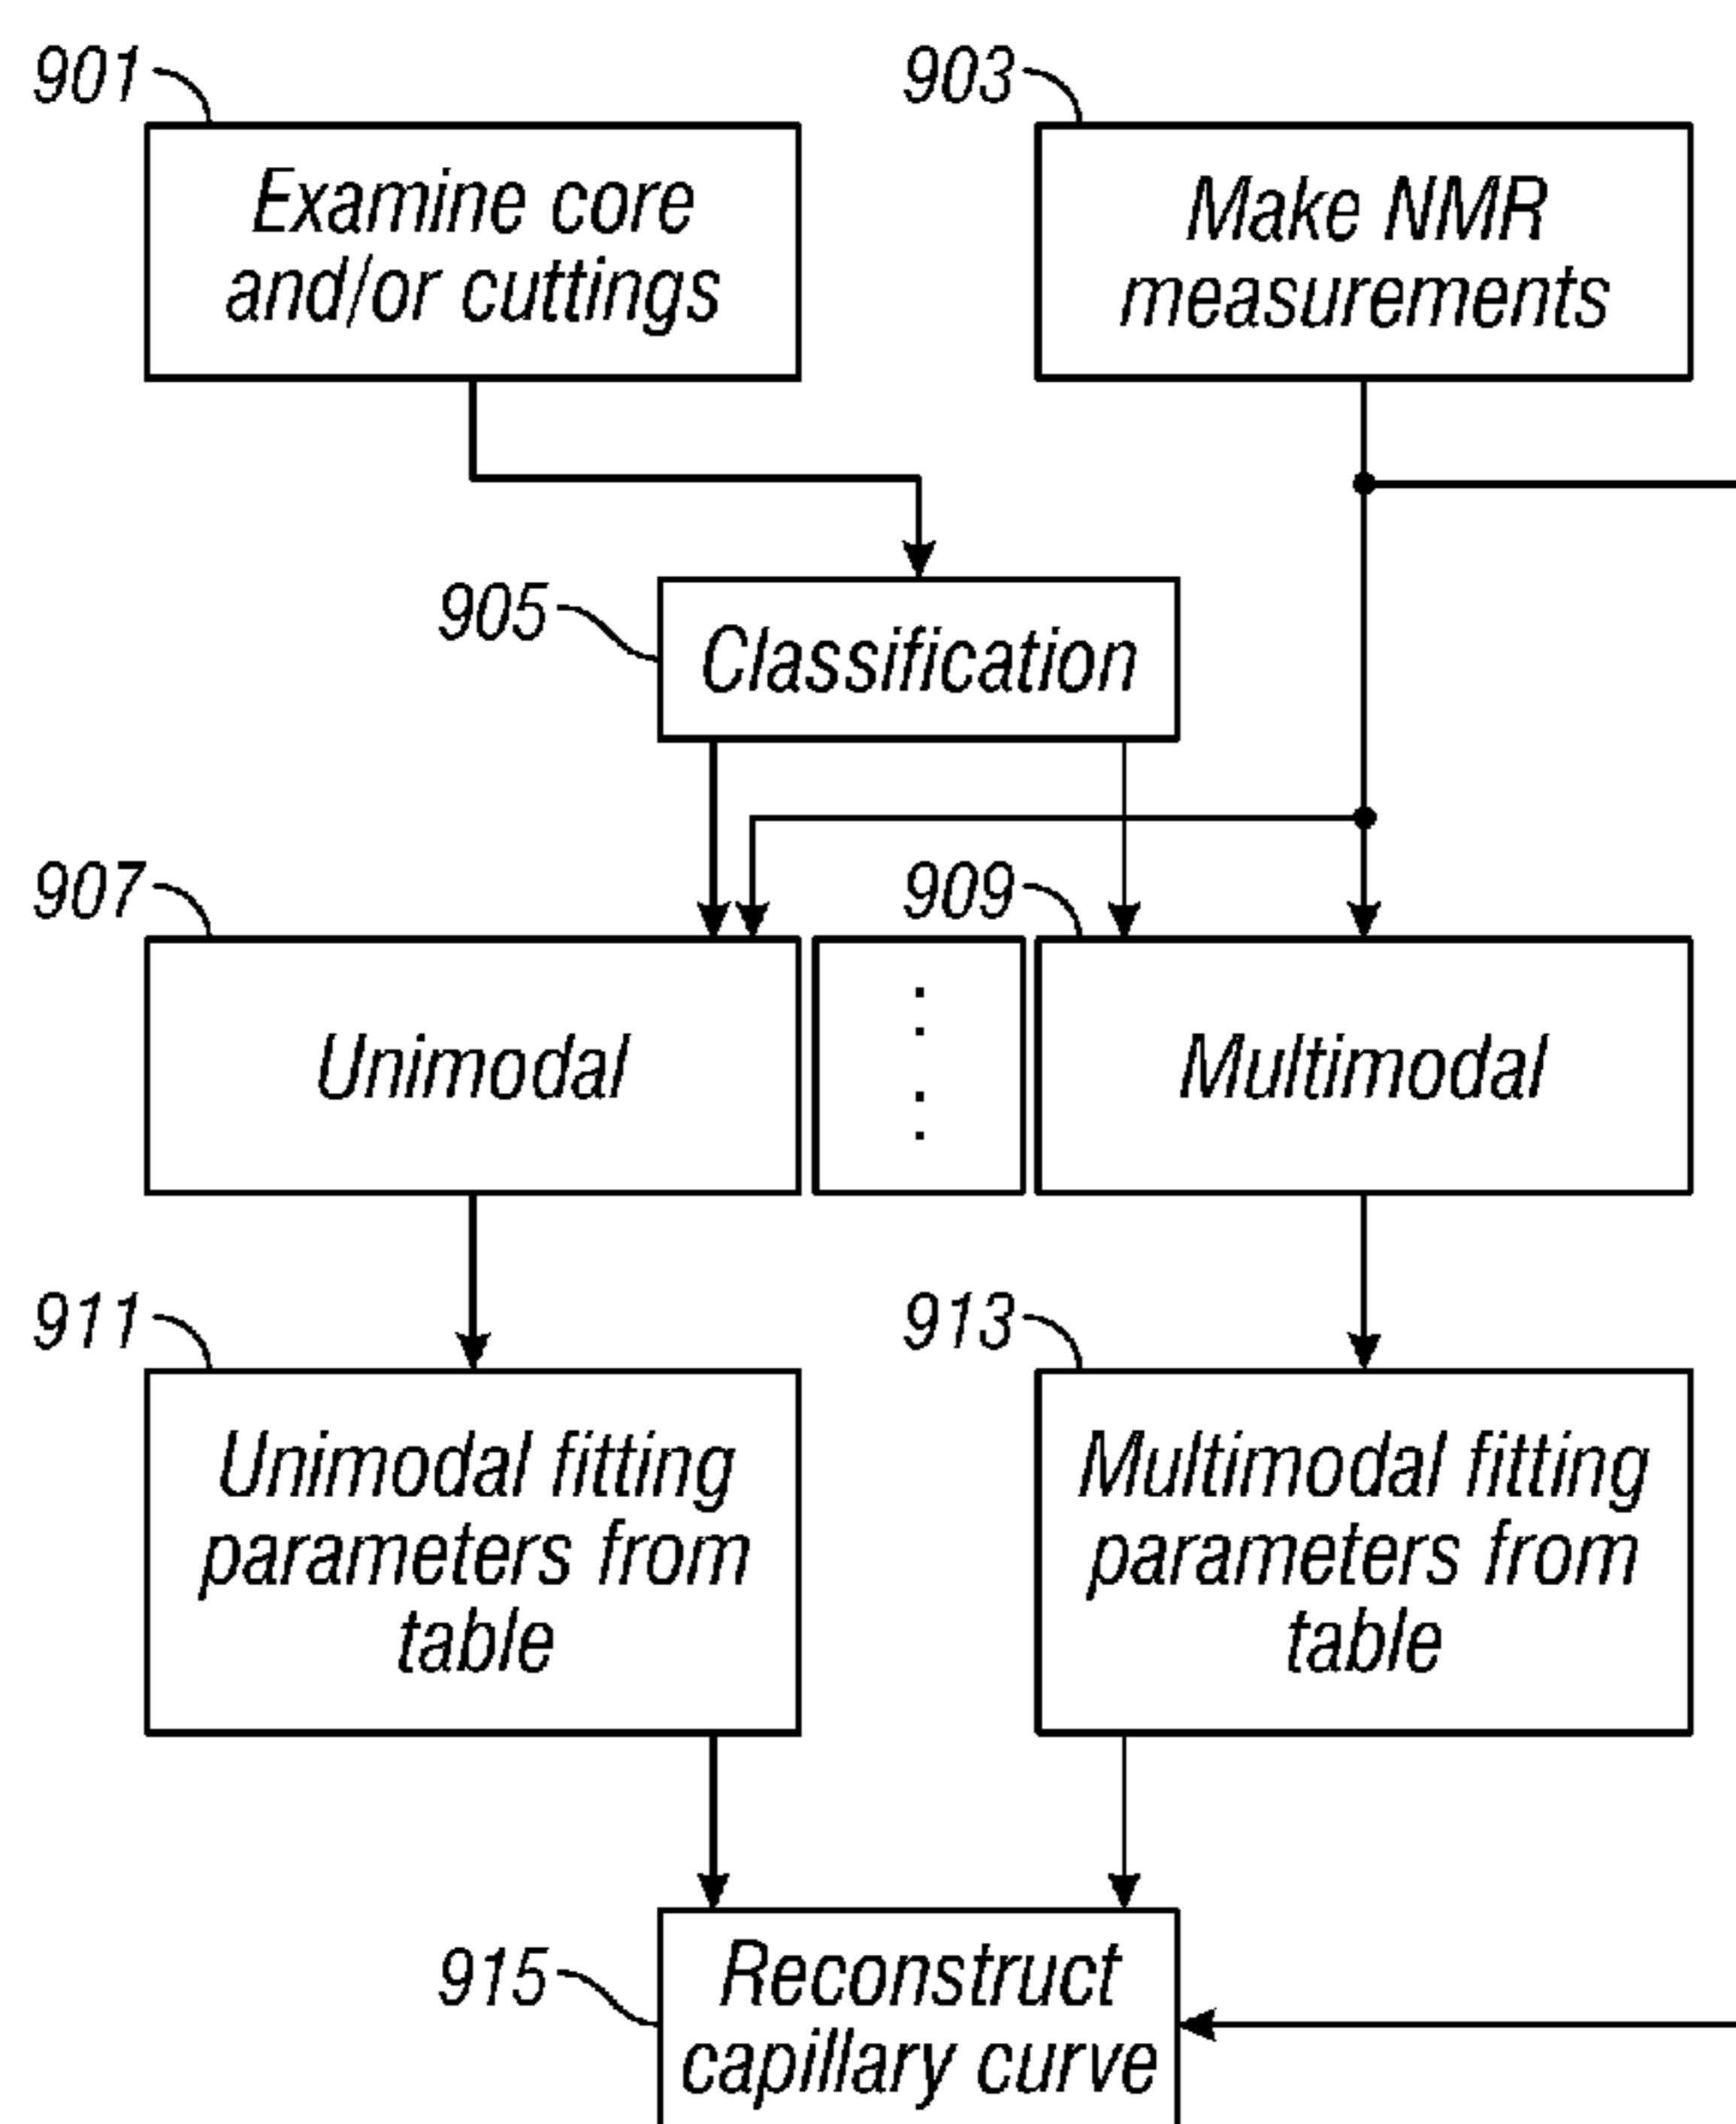 901
903
Examine core
and/or cuttings
Make NMR
measurements
905
Classification
907
909
Unimodal
Multimodal
911
913
Unimodal fitting
parameters from
table
Multimodal fitting
parameters from
table
915
Reconstruct
capillary curve